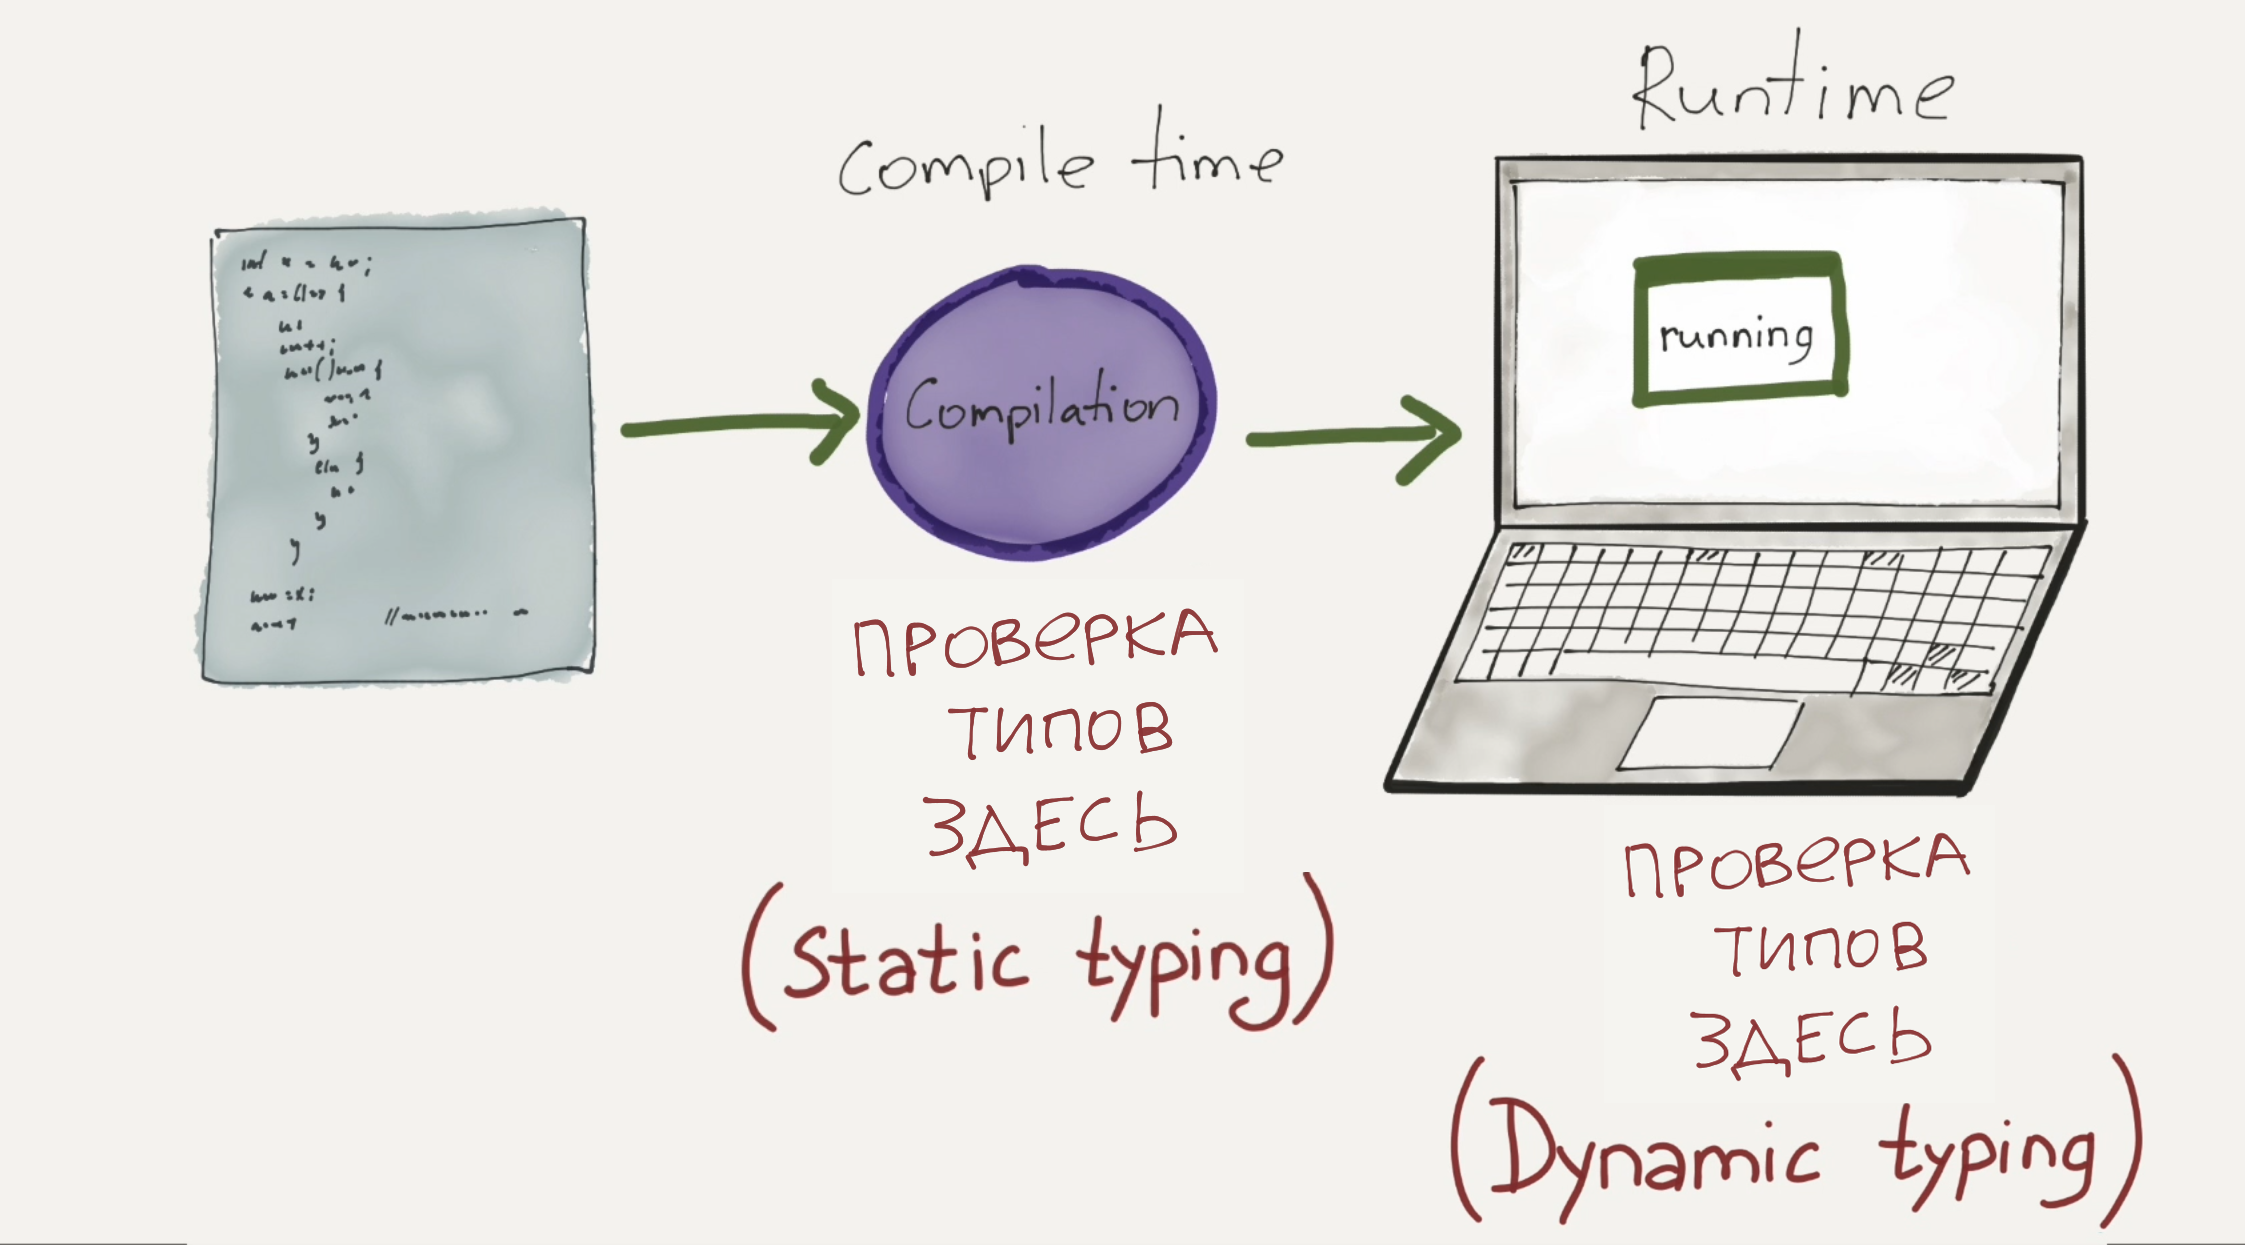 Compile time
Runtime
Compilation
running
ПРОВЕРКА
ТИПОВ
ЗДЕСЬ
(Static typing)
ПРОВЕРКА
ТИПОВ
ЗДЕСЬ
(Dynamic typing)